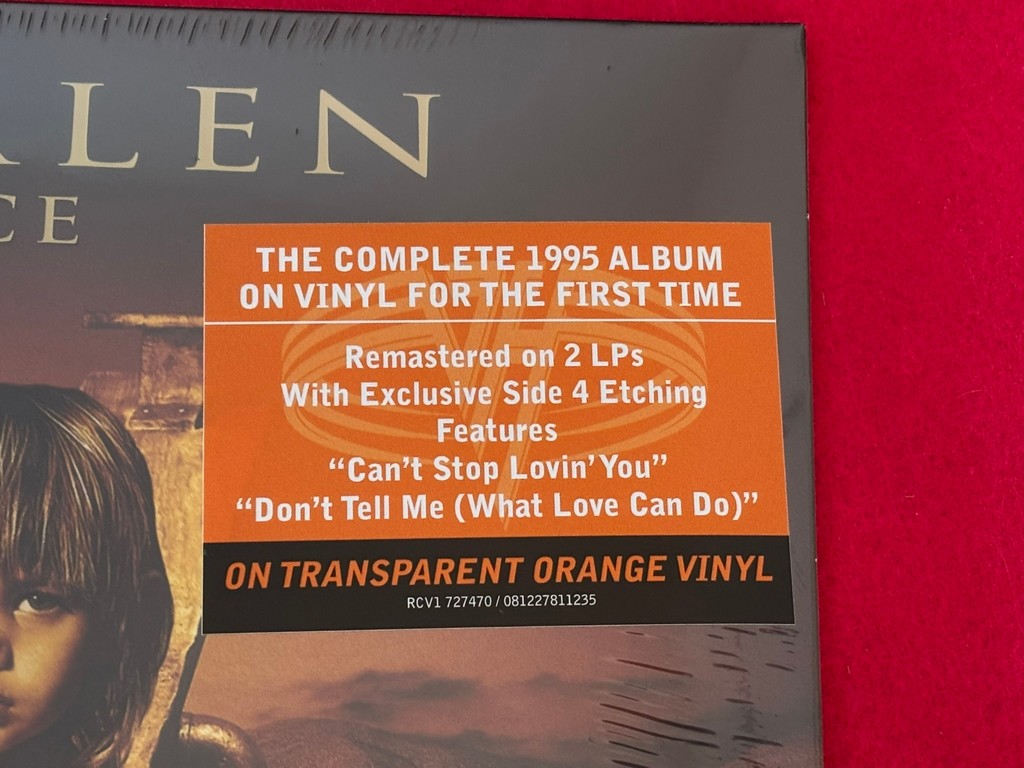 LEN
CE
THE COMPLETE 1995 ALBUM
ON VINYL FOR THE FIRST TIME
Remastered on 2 LPs
With Exclusive Side 4 Etching
Features
“Can’t Stop Lovin’ You”
“Don’t Tell Me (What Love Can Do)”
ON TRANSPARENT ORANGE VINYL
RCV1 727470 / 081227811235